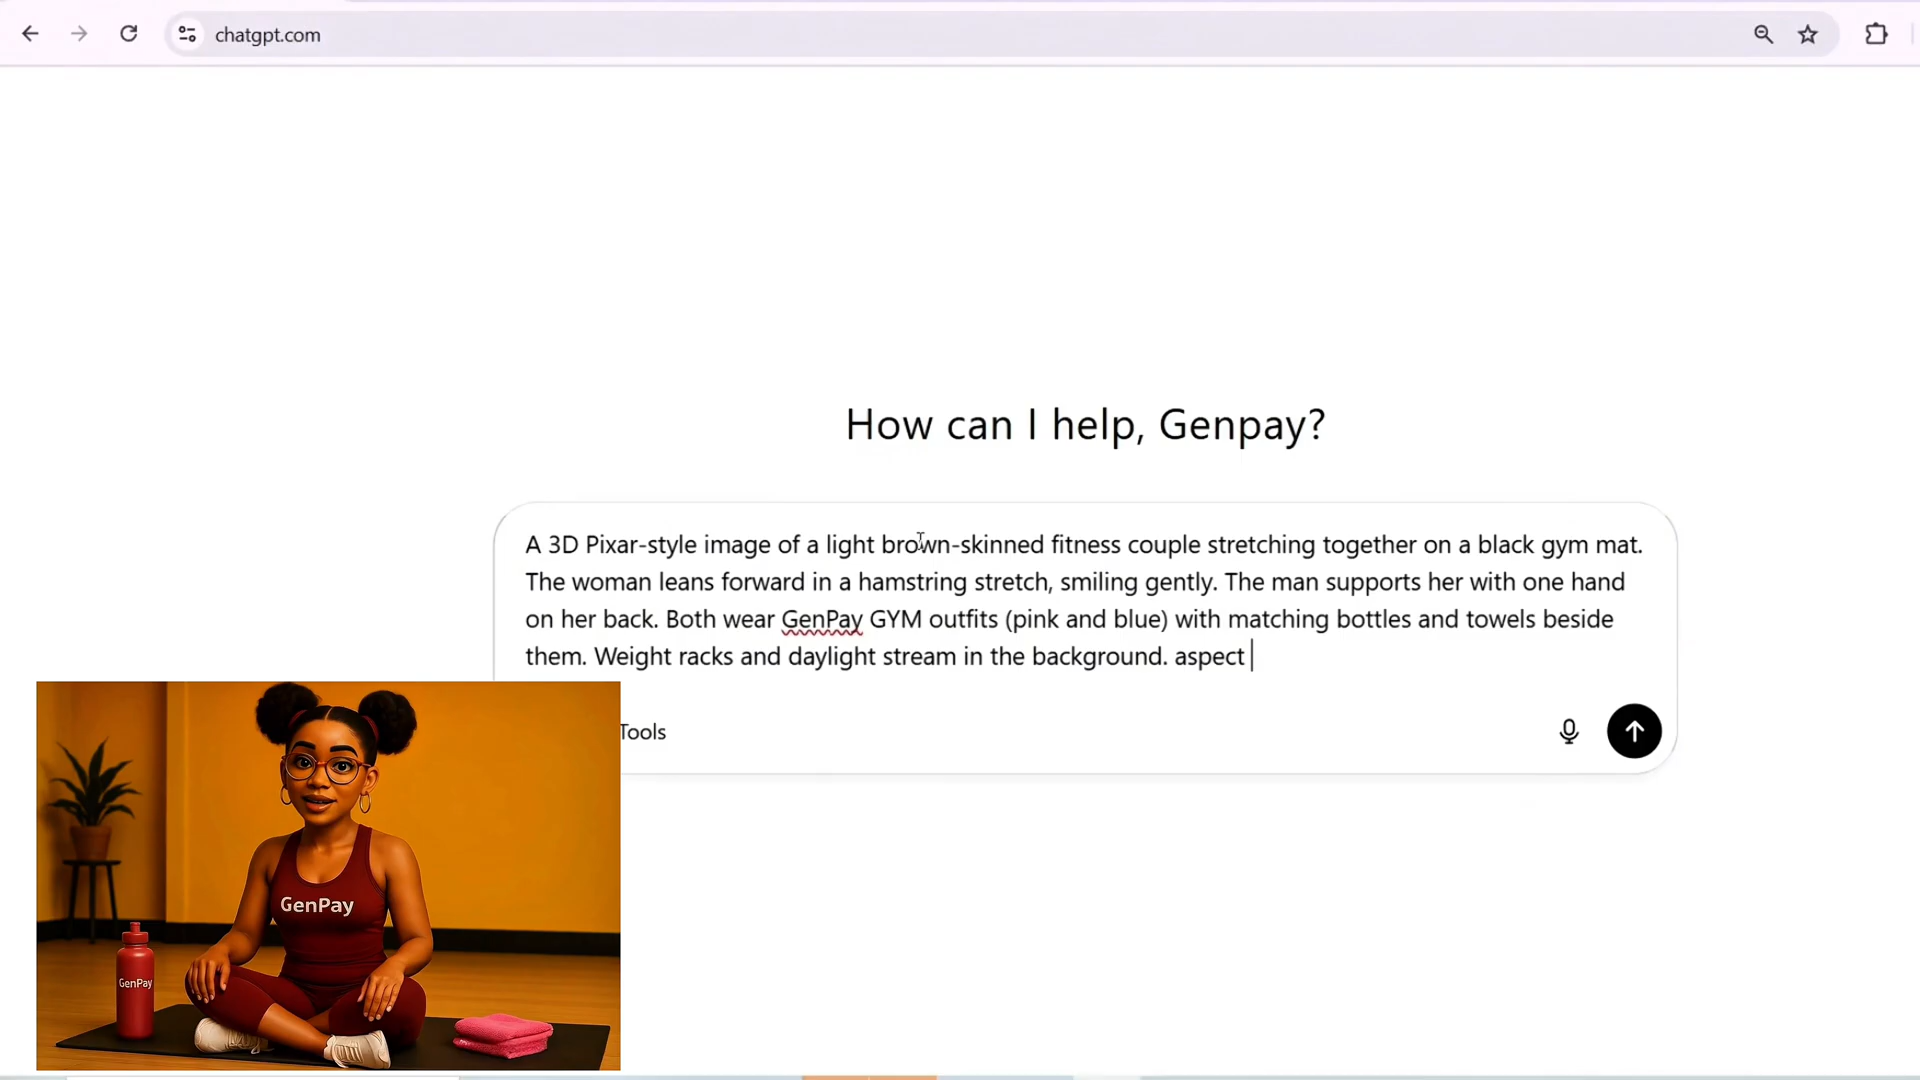 chatgpt.com
How can I help, Genpay?
A 3D Pixar-style image of a light brown-skinned fitness couple stretching together on a black gym mat.
The woman leans forward in a hamstring stretch, smiling gently. The man supports her with one hand
on her back. Both wear GenPay GYM outfits (pink and blue) with matching bottles and towels beside
them. Weight racks and daylight stream in the background. aspect
Tools
GenPay
GenPay